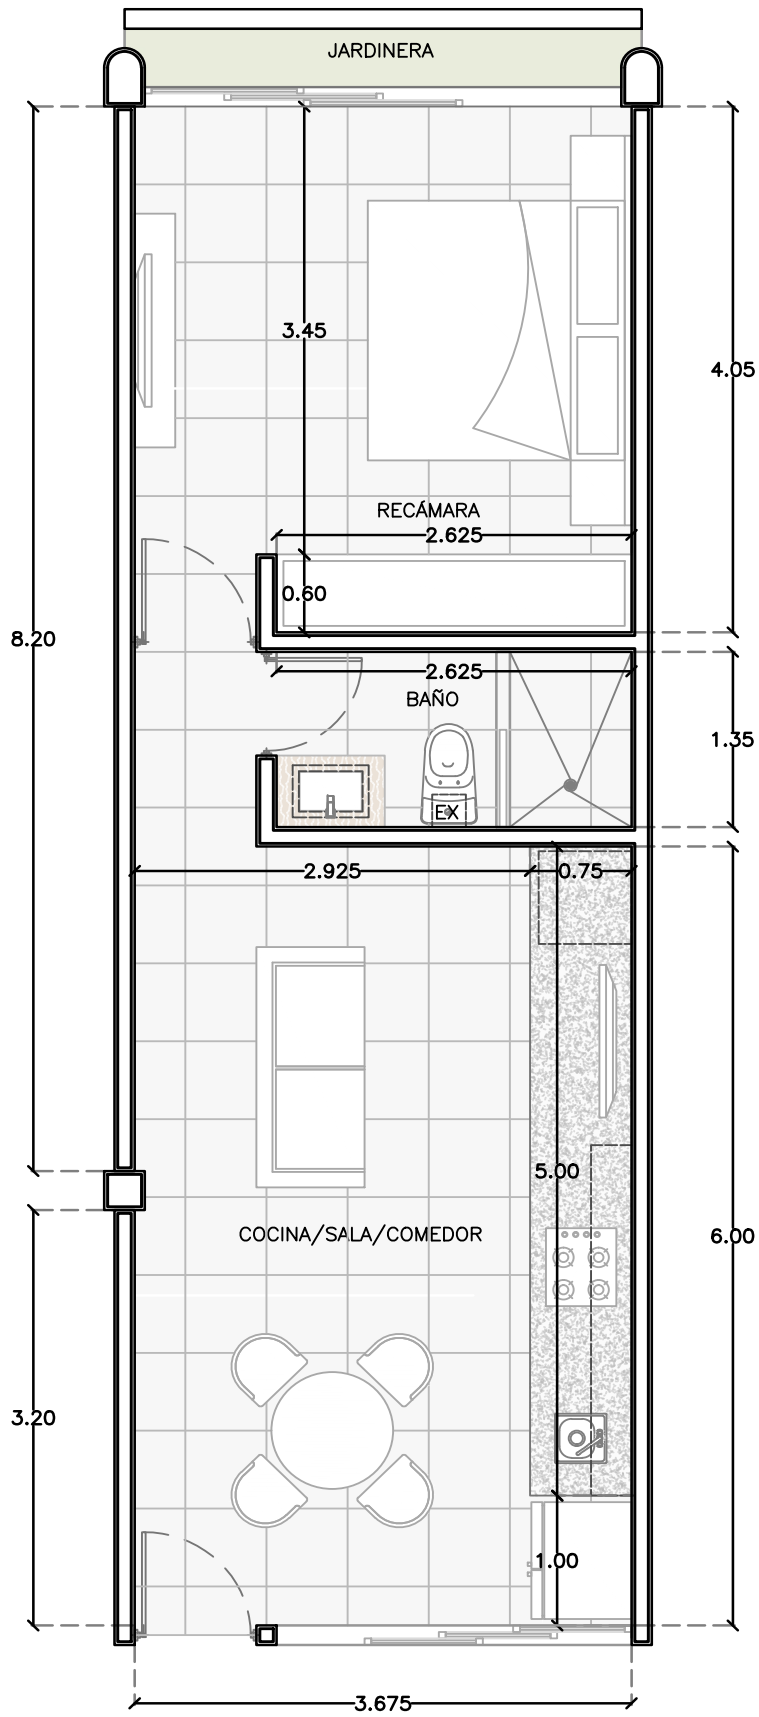 JARDINERA
3.45
4.05
RECÁMARA
2.625
0.60
8.20
2.625
BAÑO
1.35
EX
2.925
0.75
5.00
COCINA/SALA/COMEDOR
6.00
3.20
1.00
3.675